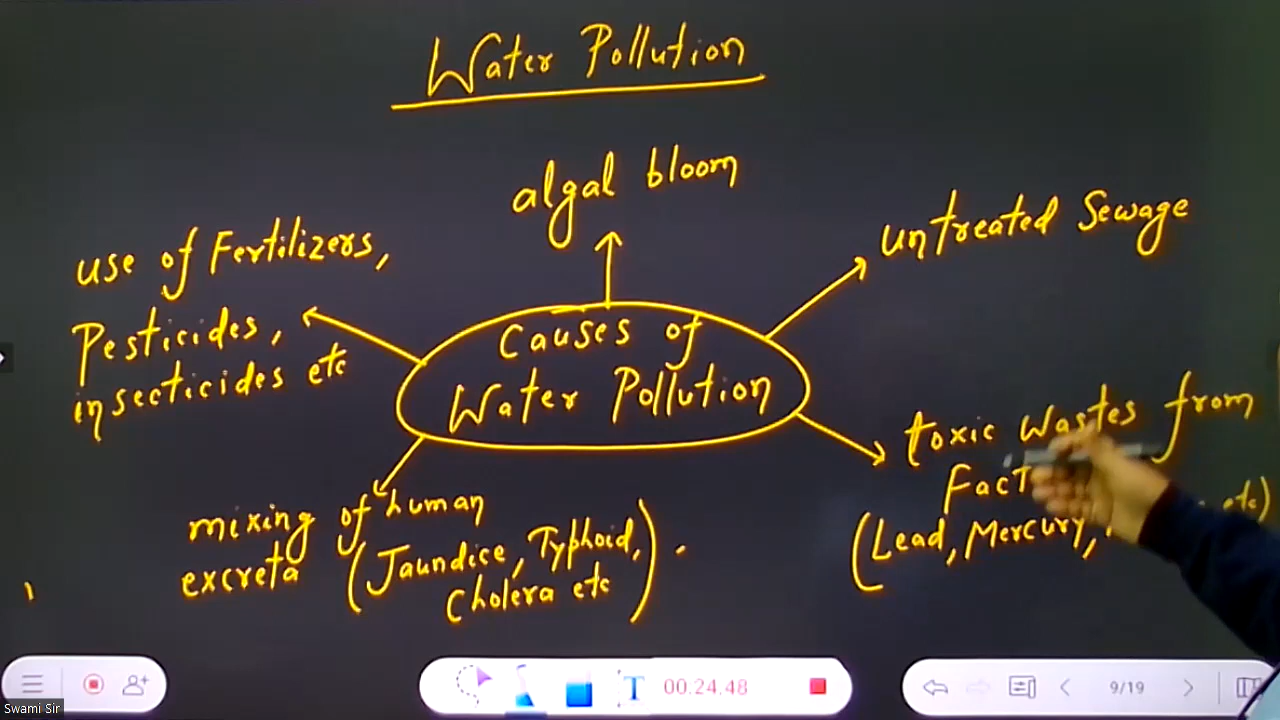 Water Pollution
algal bloom
untreated Sewage
use of Fertilizers,
Pesticides,
insecticides etc
Causes of
Water Pollution
toxic Wastes from
(Lead, Mercury,
etc)
mixing of human
excreta (Jaundice, Typhoid,
Cholera etc).
T 00.24.48
9/19
Swami Sir